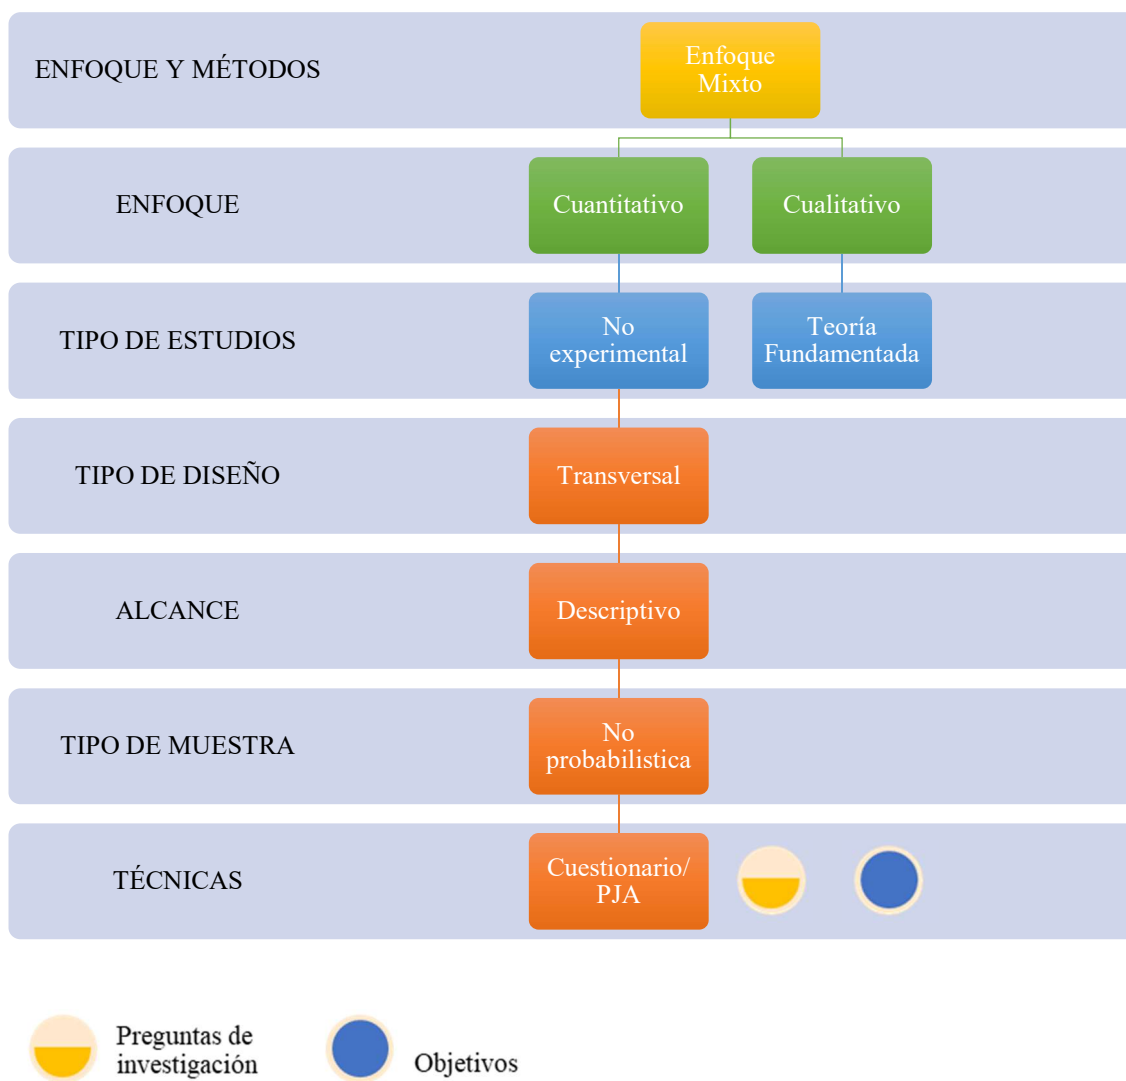 ENFOQUE Y MÉTODOS
Enfoque
Mixto
ENFOQUE
Cuantitativo
Cualitativo
TIPO DE ESTUDIOS
No
experimental
Teoría
Fundamentada
TIPO DE DISEÑO
Transversal
ALCANCE
Descriptivo
TIPO DE MUESTRA
No
probabilistica
TÉCNICAS
Cuestionario/
PJA
Preguntas de
investigación
Objetivos